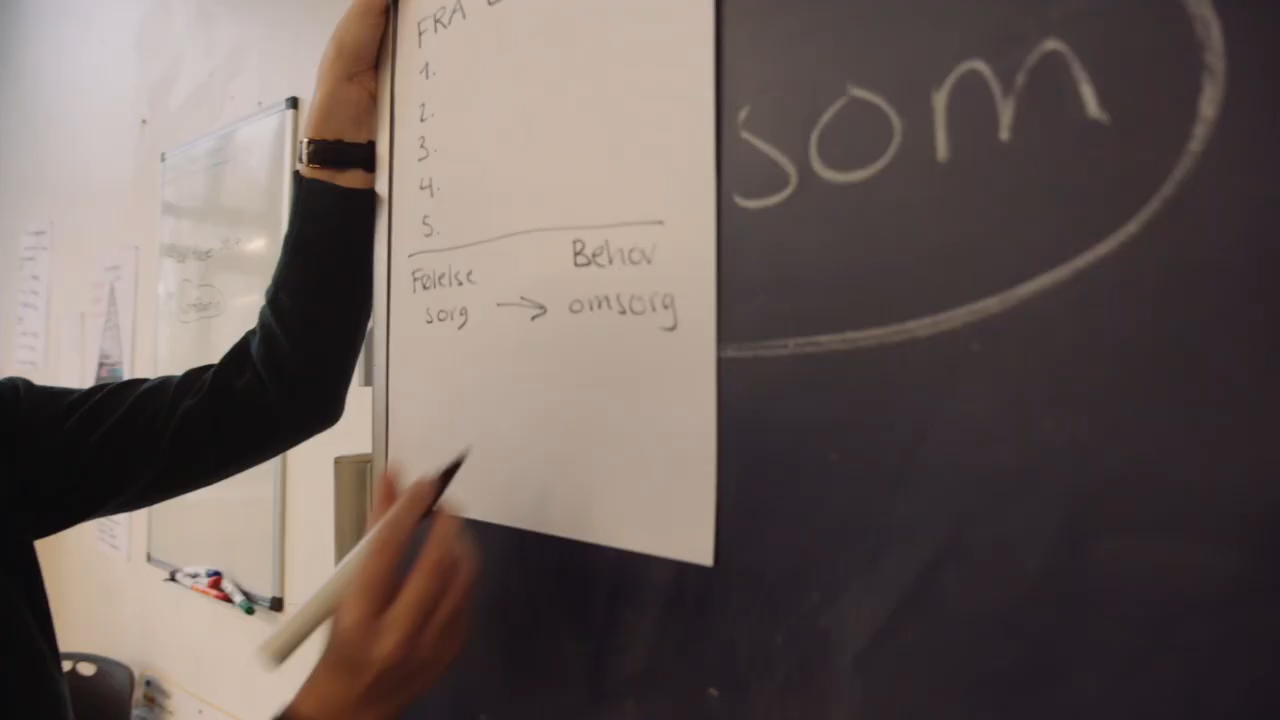 FRA
1.
2.
3.
4.
5.
Følelse Behov
sorg → omsorg
som